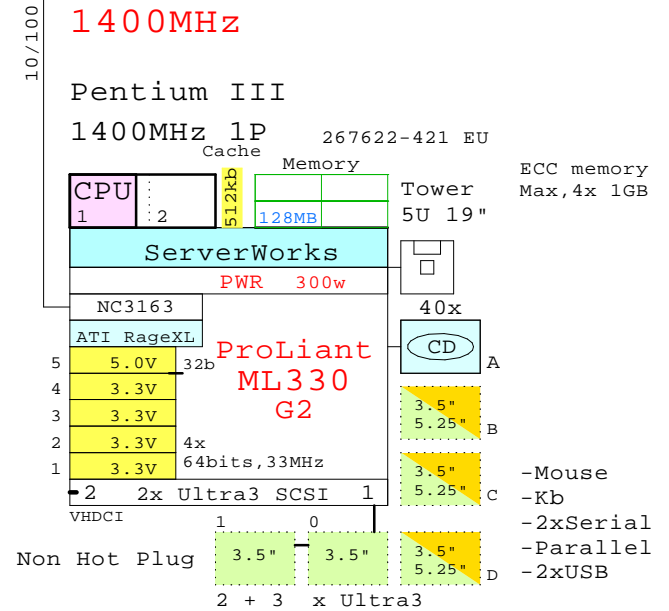 1400MHz
10/100
Pentium III
1400MHz 1P
267622-421 EU
Cache
Memory
ECC memory
Max,4x 1GB
CPU
1
2
512kb
128MB
Tower
5U 19"
ServerWorks
PWR 300w
NC3163
40x
ATI RageXL
CD
A
ProLiant
ML330
G2
5 5.0V 32b
4 3.3V
3 3.3V
2 3.3V 4x
1 3.3V 64bits,33MHz
3.5"
5.25" B
3.5"
5.25" C
2 2x Ultra3 SCSI 1
VHDCI
-Mouse
-Kb
-2xSerial
-Parallel
-2xUSB
1 0
Non Hot Plug 3.5" 3.5"
3.5"
5.25" D
2 + 3 x Ultra3